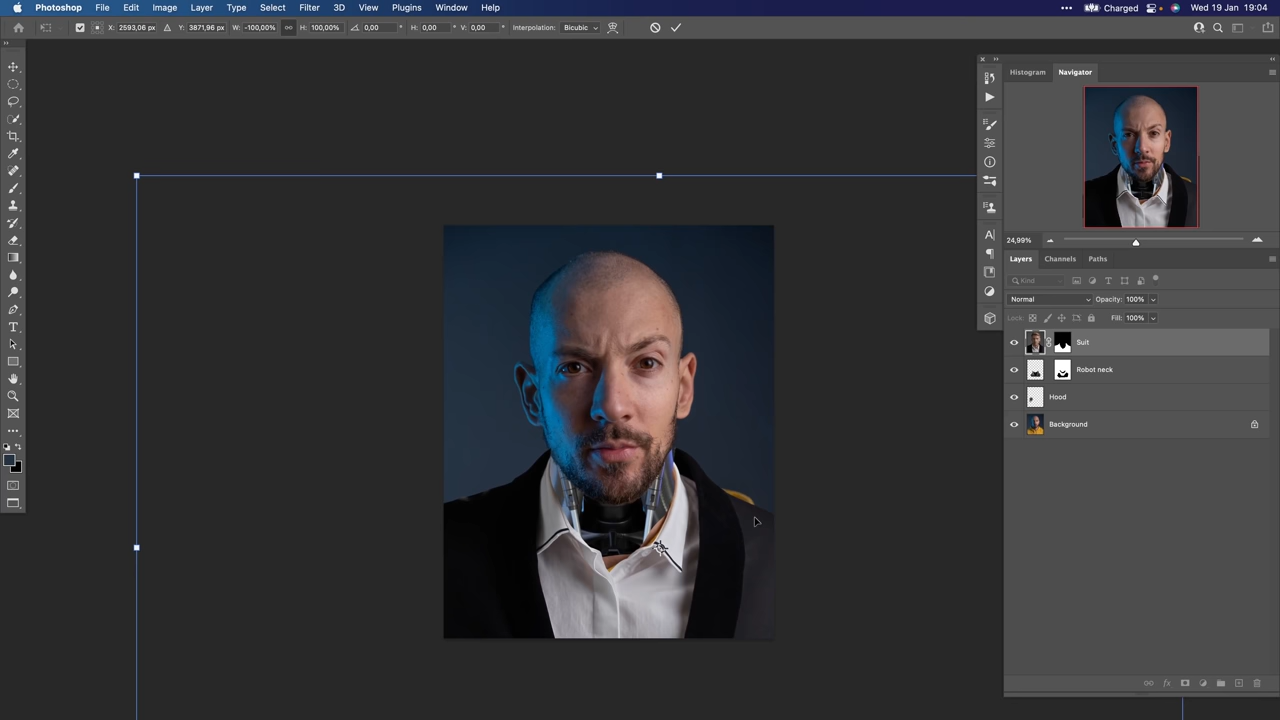 Photoshop File Edit Image Layer Type Select Filter 3D View Plugins Window Help Charged Wed 19 Jan 19:04
X: 2593,06 px Y: 3871,96 px W: -100,00% H: 100,00% 0,00 ° H: 0,00 ° V: 0,00 ° Interpolation: Bicubic
Histogram Navigator
24,99%
Layers Channels Paths
Kind
Normal Opacity: 100%
Lock: Fill: 100%
Suit
Robot neck
Hood
Background